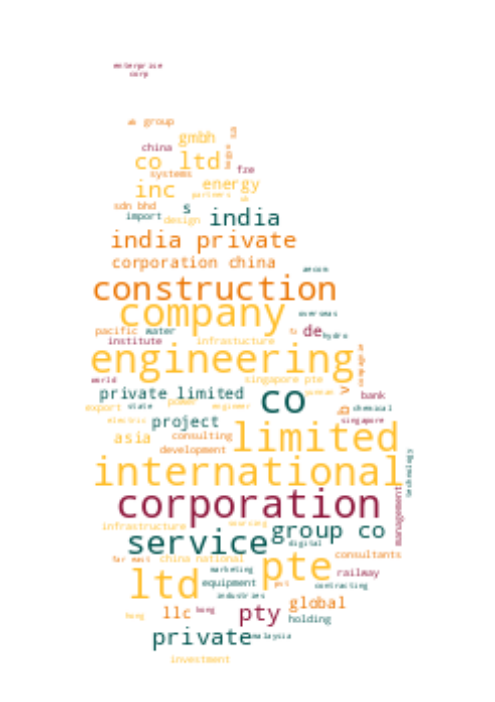 enterprise
corp
group
gmbh
china
co ltd
systems
fze
inc
energy
partners
sdn bhd
s
import
design
india
india private
corporation china
aecom
construction
company
overseas
pacific
water
de
hydro
institute
infrastucture
engineering
world
singapore pte
private limited
co
b v
bank
export
state
power
engineer
chemical
electric
project
singapore
asia
consulting
limited
development
international
technology
corporation
management
infrastructure
sourcing
group co
service
digital
far east
china national
consultants
pte
marketing
railway
ltd
equipment
pvt
contracting
industries
global
llc
hong
kong
pty
holding
private
malaysia
investment